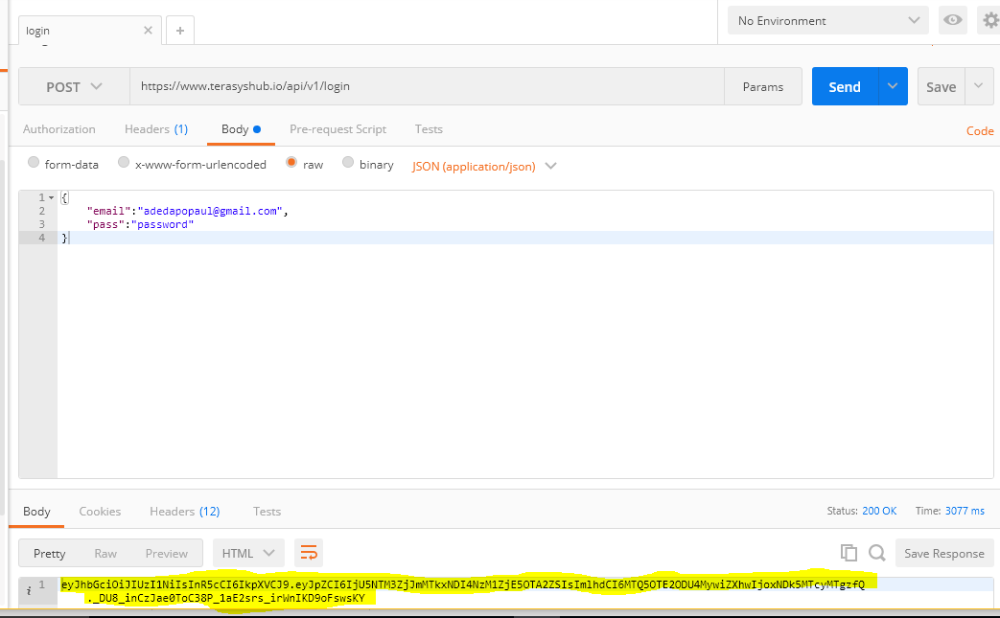 login
No Environment
POST
https://www.terasyshub.io/api/v1/login
Params
Send
Save
Authorization
Headers (1)
Body
Pre-request Script
Tests
Code
form-data
x-www-form-urlencoded
raw
binary
JSON (application/json)
1 {
2 "email":"adedapopaul@gmail.com",
3 "pass":"password"
4 }
Body
Cookies
Headers (12)
Tests
Status: 200 OK
Time: 3077 ms
Pretty
Raw
Preview
HTML
Save Response
i 1 eyJhbGciOiJIUzI1NiIsInR5cCI6IkpXVCJ9.eyJpZCI6IjU5NTM3ZjJmMTkxNDI4NzM1ZjE5OTA2ZSIsImlhdCI6MTQ5OTE2ODU4MywiZXhwIjoxNDk5MTcyMTgzfQ
._DU8_inCzJae0ToC38P_1aE2srs_irWnIKD9oFswsKY